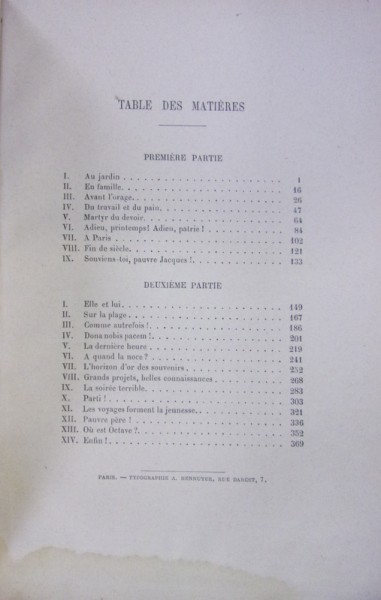 TABLE DES MATIÈRES
PREMIÈRE PARTIE
I. Au jardin 1
II. En famille 16
III. Avant l'orage 26
IV. Du travail et du pain 47
V. Martyr du devoir 64
VI. Adieu, printemps! Adieu, patrie! 84
VII. A Paris 102
VIII. Fin de siècle 121
IX. Souviens-toi, pauvre Jacques! 133
DEUXIÈME PARTIE
I. Elle et lui 149
II. Sur la plage 167
III. Comme autrefois! 186
IV. Dona nobis pacem! 201
V. La dernière heure 219
VI. A quand la noce? 241
VII. L'horizon d'or des souvenirs 252
VIII. Grands projets, belles connaissances 268
IX. La soirée terrible 283
X. Parti! 303
XI. Les voyages forment la jeunesse 321
XII. Pauvre père! 336
XIII. Où est Octave? 352
XIV. Enfin! 369
PARIS. — TYPOGRAPHIE A. HENNUYER, RUE DARCET, 7.